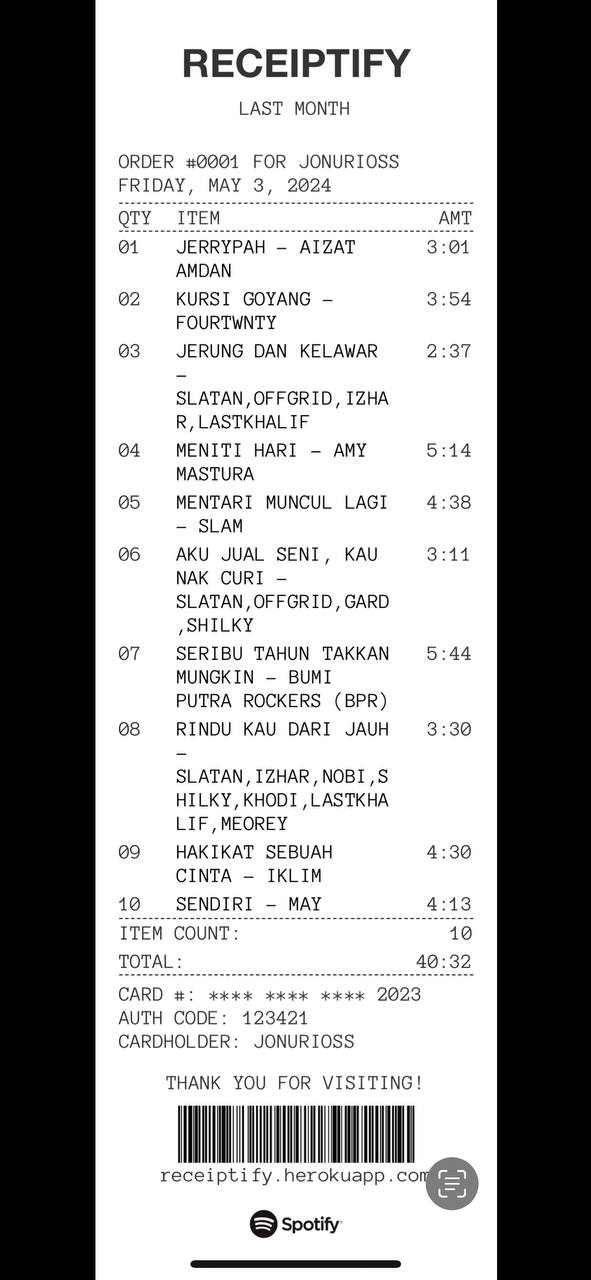 RECEIPTIFY
LAST MONTH
ORDER #0001 FOR JONURIOSS
FRIDAY, MAY 3, 2024
QTY ITEM AMT
01 JERRYPAH – AIZAT 3:01
AMDAN
02 KURSI GOYANG – 3:54
FOURTWNTY
03 JERUNG DAN KELAWAR 2:37
–
SLATAN,OFFGRID,IZHA
R,LASTKHALIF
04 MENITI HARI – AMY 5:14
MASTURA
05 MENTARI MUNCUL LAGI 4:38
– SLAM
06 AKU JUAL SENI, KAU 3:11
NAK CURI –
SLATAN,OFFGRID,GARD
,SHILKY
07 SERIBU TAHUN TAKKAN 5:44
MUNGKIN – BUMI
PUTRA ROCKERS (BPR)
08 RINDU KAU DARI JAUH 3:30
–
SLATAN,IZHAR,NOBI,S
HILKY,KHODI,LASTKHA
LIF,MEOREY
09 HAKIKAT SEBUAH 4:30
CINTA – IKLIM
10 SENDIRI – MAY 4:13
ITEM COUNT: 10
TOTAL: 40:32
CARD #: **** **** **** 2023
AUTH CODE: 123421
CARDHOLDER: JONURIOSS
THANK YOU FOR VISITING!
receiptify.herokuapp.com
Spotify